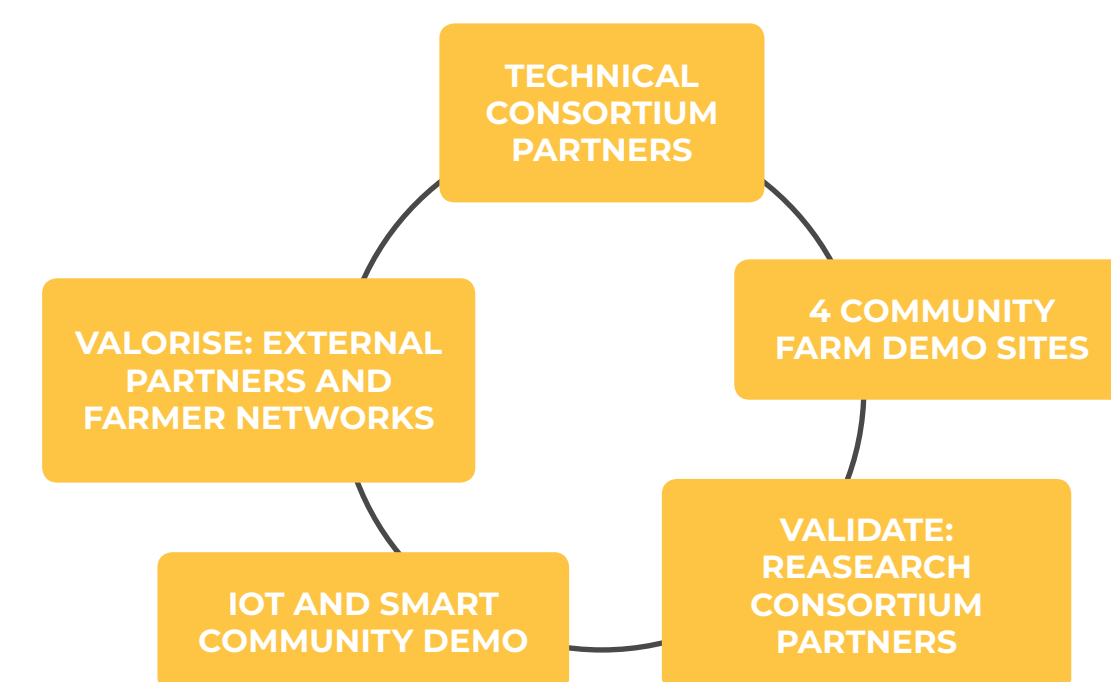 TECHNICAL
CONSORTIUM
PARTNERS
4 COMMUNITY
FARM DEMO SITES
VALIDATE:
REASEARCH
CONSORTIUM
PARTNERS
IOT AND SMART
COMMUNITY DEMO
VALORISE: EXTERNAL
PARTNERS AND
FARMER NETWORKS